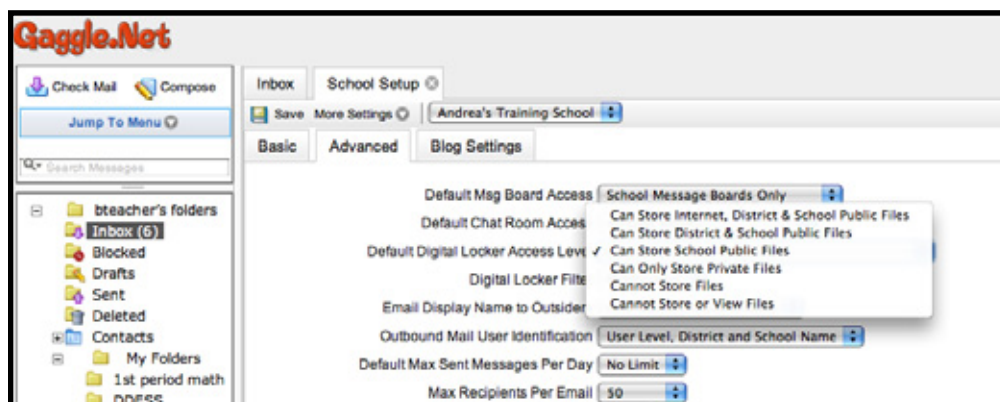 Gaggle.Net
Check Mail
Compose
Jump To Menu
Search Messages
bteacher's folders
Inbox (6)
Blocked
Drafts
Sent
Deleted
Contacts
My Folders
1st period math
DDESS
Inbox
School Setup
Save
More Settings
Andrea's Training School
Basic
Advanced
Blog Settings
Default Msg Board Access
School Message Boards Only
Default Chat Room Acces
Default Digital Locker Access Leve
Can Store Internet, District & School Public Files
Can Store District & School Public Files
✓ Can Store School Public Files
Can Only Store Private Files
Cannot Store Files
Cannot Store or View Files
Digital Locker Filte
Email Display Name to Outsider
Outbound Mail User Identification
User Level, District and School Name
Default Max Sent Messages Per Day
No Limit
Max Recipients Per Email
50